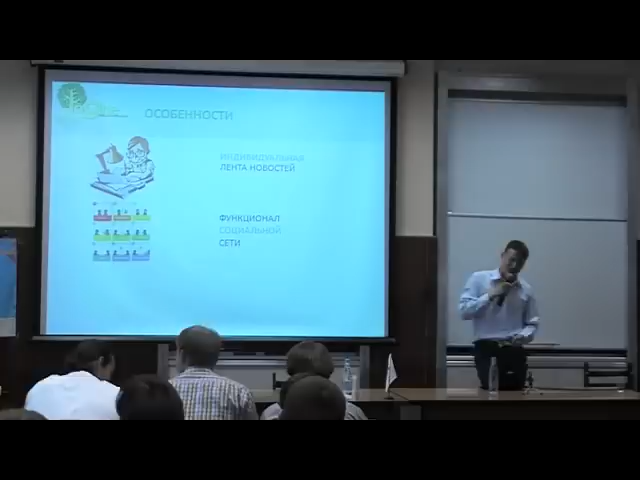 ОСОБЕННОСТИ
ИНДИВИДУАЛЬНАЯ
ЛЕНТА НОВОСТЕЙ
ФУНКЦИОНАЛ
СОЦИАЛЬНОЙ
СЕТИ